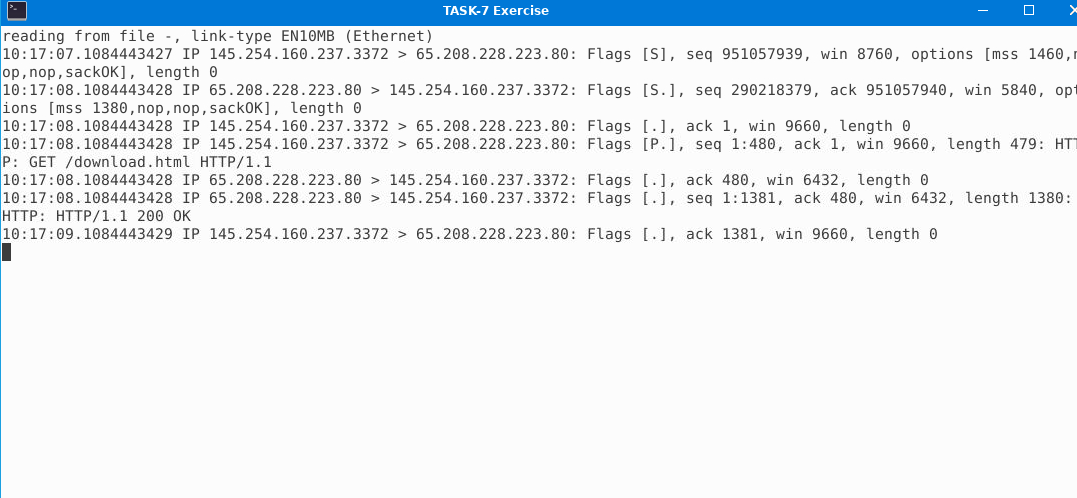 TASK-7 Exercise
reading from file -, link-type EN10MB (Ethernet)
10:17:07.1084443427 IP 145.254.160.237.3372 > 65.208.228.223.80: Flags [S], seq 951057939, win 8760, options [mss 1460,n
op,nop,sackOK], length 0
10:17:08.1084443428 IP 65.208.228.223.80 > 145.254.160.237.3372: Flags [S.], seq 290218379, ack 951057940, win 5840, opt
ions [mss 1380,nop,nop,sackOK], length 0
10:17:08.1084443428 IP 145.254.160.237.3372 > 65.208.228.223.80: Flags [.], ack 1, win 9660, length 0
10:17:08.1084443428 IP 145.254.160.237.3372 > 65.208.228.223.80: Flags [P.], seq 1:480, ack 1, win 9660, length 479: HTT
P: GET /download.html HTTP/1.1
10:17:08.1084443428 IP 65.208.228.223.80 > 145.254.160.237.3372: Flags [.], ack 480, win 6432, length 0
10:17:08.1084443428 IP 65.208.228.223.80 > 145.254.160.237.3372: Flags [.], seq 1:1381, ack 480, win 6432, length 1380:
HTTP: HTTP/1.1 200 OK
10:17:09.1084443429 IP 145.254.160.237.3372 > 65.208.228.223.80: Flags [.], ack 1381, win 9660, length 0